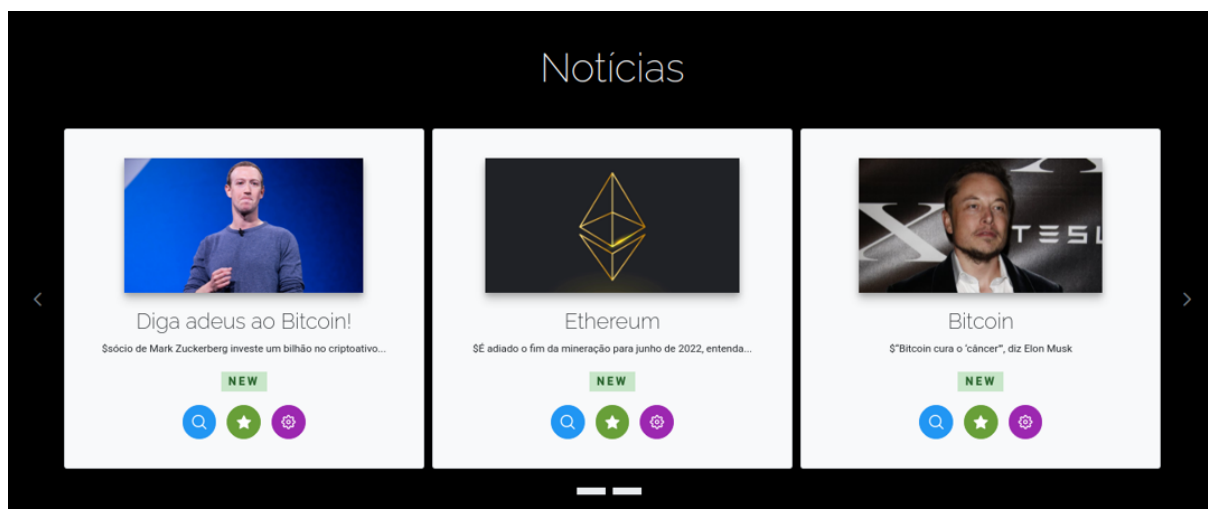 Notícias
TESL
Diga adeus ao Bitcoin!
$sócio de Mark Zuckerberg investe um bilhão no criptoativo...
NEW
Ethereum
$É adiado o fim da mineração para junho de 2022, entenda...
NEW
Bitcoin
$"Bitcoin cura o 'câncer'", diz Elon Musk
NEW